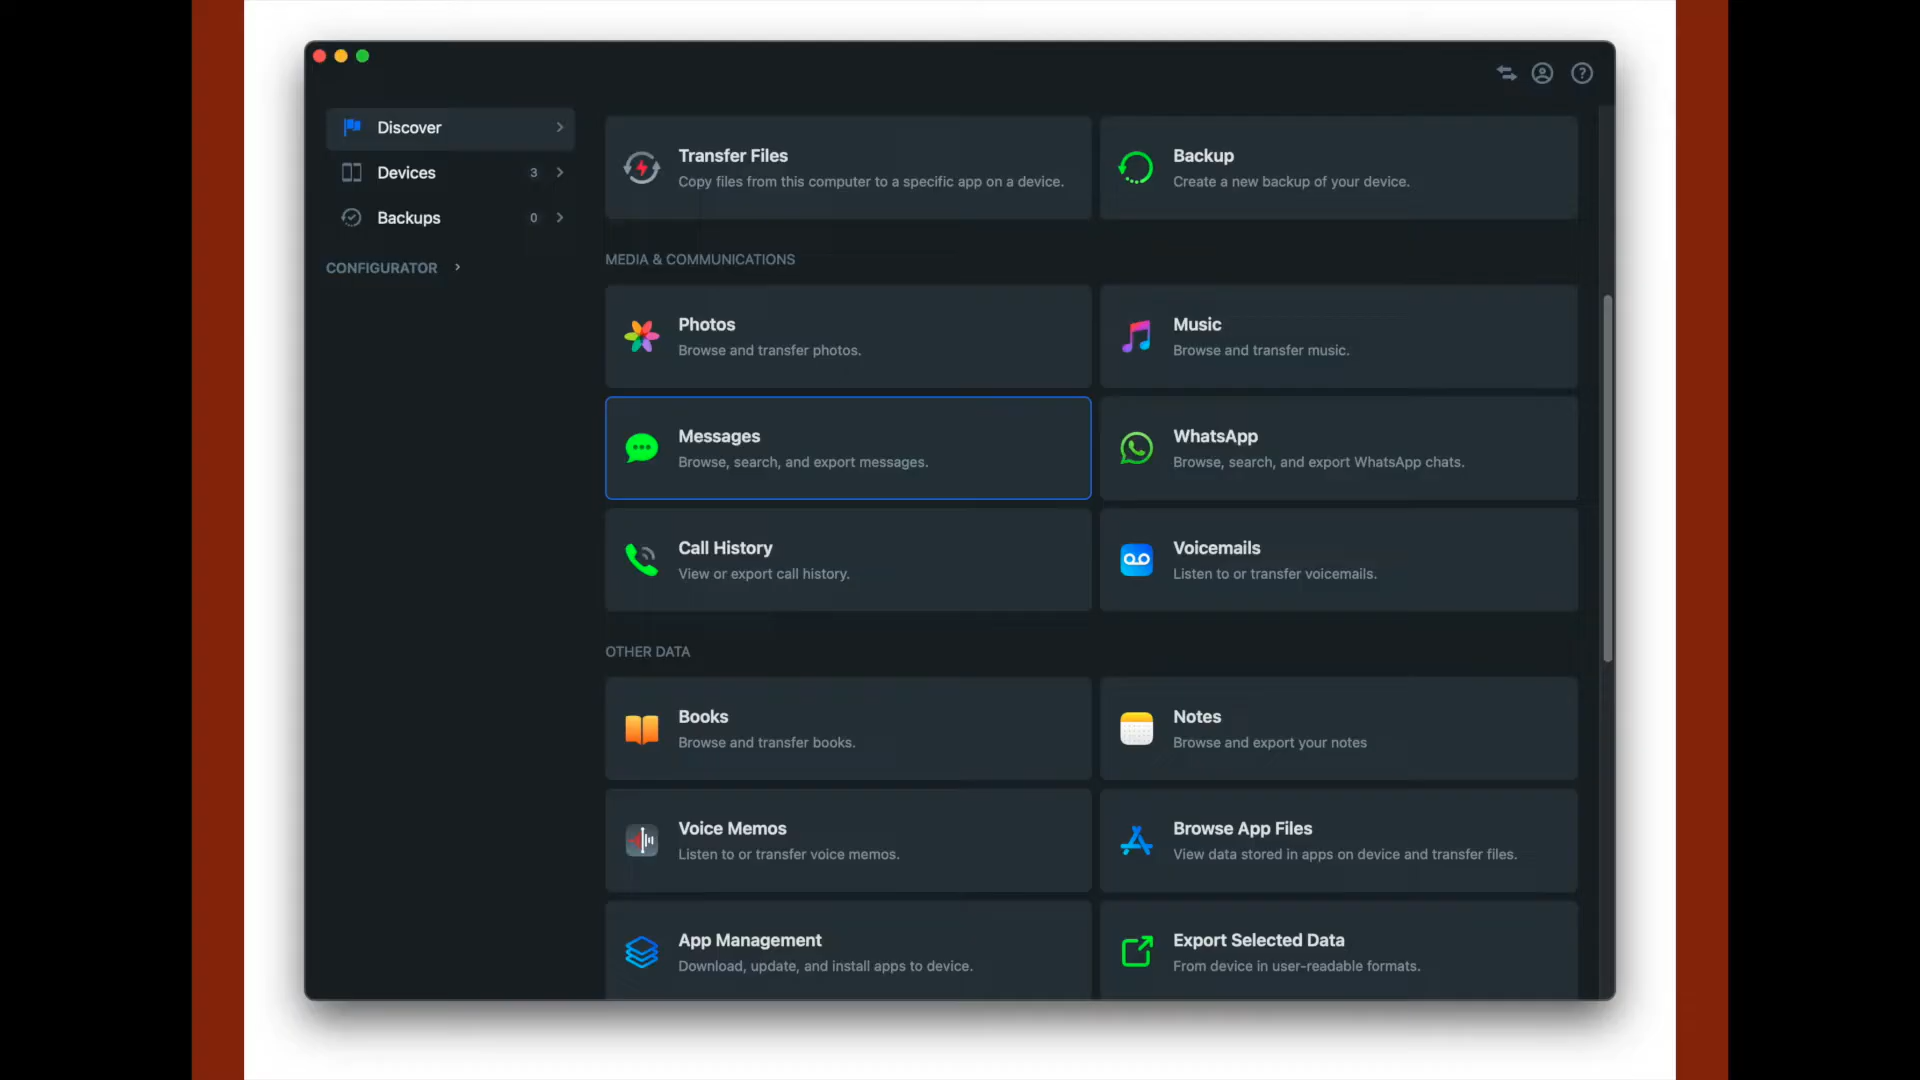 Discover
Devices 3
Backups 0
CONFIGURATOR
Transfer Files
Copy files from this computer to a specific app on a device.
Backup
Create a new backup of your device.
MEDIA & COMMUNICATIONS
Photos
Browse and transfer photos.
Music
Browse and transfer music.
Messages
Browse, search, and export messages.
WhatsApp
Browse, search, and export WhatsApp chats.
Call History
View or export call history.
Voicemails
Listen to or transfer voicemails.
OTHER DATA
Books
Browse and transfer books.
Notes
Browse and export your notes
Voice Memos
Listen to or transfer voice memos.
Browse App Files
View data stored in apps on device and transfer files.
App Management
Download, update, and install apps to device.
Export Selected Data
From device in user-readable formats.